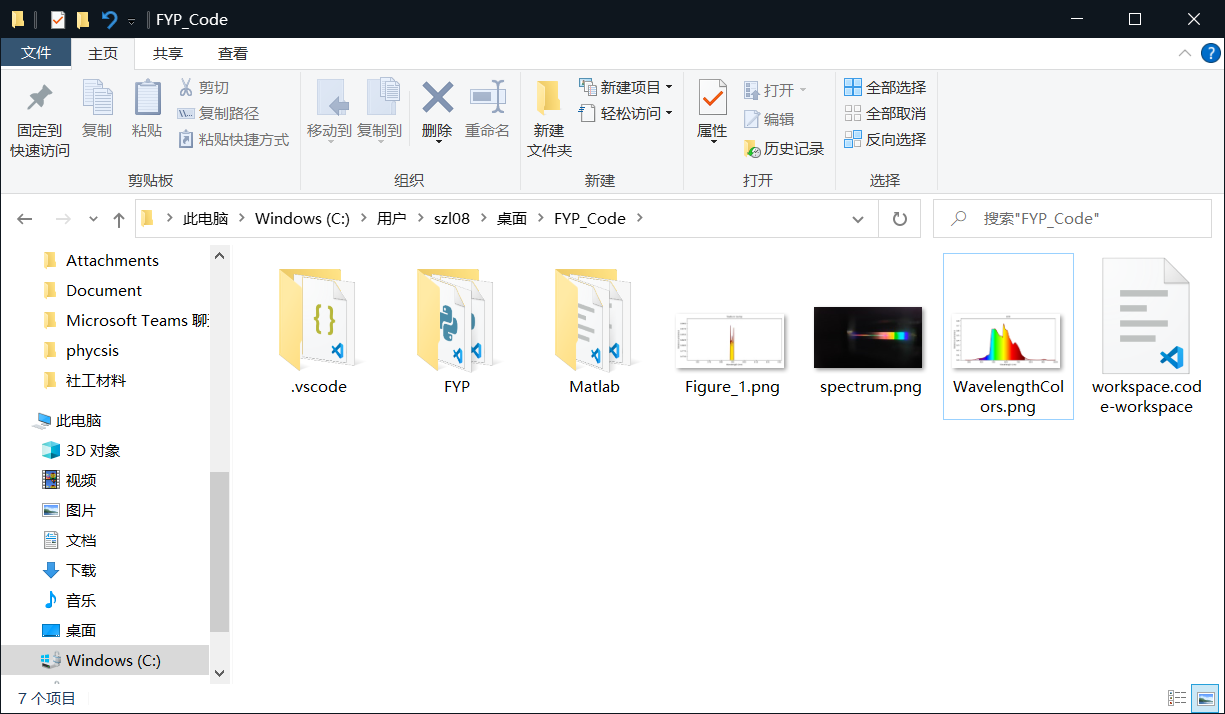 FYP_Code
文件 主页 共享 查看
固定到
快速访问
复制
粘贴
剪切
复制路径
粘贴快捷方式
剪贴板
移动到
复制到
删除
重命名
组织
新建
文件夹
新建项目
轻松访问
新建
属性
打开
编辑
历史记录
打开
全部选择
全部取消
反向选择
选择
此电脑 Windows (C:) 用户 szl08 桌面 FYP_Code
搜索"FYP_Code"
Attachments
Document
Microsoft Teams 聊
phycsis
社工材料
此电脑
3D 对象
视频
图片
文档
下载
音乐
桌面
Windows (C:)
.vscode
FYP
Matlab
Figure_1.png
spectrum.png
WavelengthCol
ors.png
workspace.cod
e-workspace
7 个项目